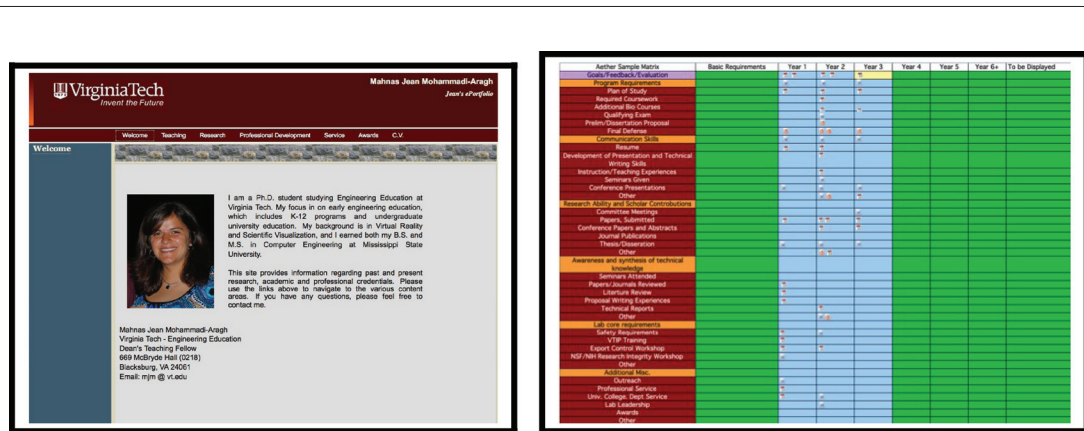 VirginiaTech
Invent the Future
Mahnas Jean Mohammadi-Aragh
Jean's ePortfolio
Welcome Teaching Research Professional Development Service Awards C.V.
Welcome
I am a Ph.D. student studying Engineering Education at
Virginia Tech. My focus in on early engineering education,
which includes K-12 programs and undergraduate
university education. My background is in Virtual Reality
and Scientific Visualization, and I earned both my B.S. and
M.S. in Computer Engineering at Mississippi State
University.
This site provides information regarding past and present
research, academic and professional credentials. Please
use the links above to navigate to the various content
areas. If you have any questions, please feel free to
contact me.
Mahnas Jean Mohammadi-Aragh
Virginia Tech - Engineering Education
Dean's Teaching Fellow
669 McBryde Hall (0218)
Blacksburg, VA 24061
Email: mjm @ vt.edu
Aether Sample Matrix Basic Requirements Year 1 Year 2 Year 3 Year 4 Year 5 Year 6+ To be Displayed
Goals/Feedback/Evaluation
Program Requirements
Plan of Study
Required Coursework
Additional Bio Courses
Qualifying Exam
Prelim/Dissertation Proposal
Final Defense
Communication Skills
Resume
Development of Presentation and Technical
Writing Skills
Instruction/Teaching Experiences
Seminars Given
Conference Presentations
Other
Research Ability and Scholar Controbutions
Committee Meetings
Papers, Submitted
Conference Papers and Abstracts
Journal Publications
Thesis/Disseration
Other
Awareness and synthesis of technical
knowledge
Seminars Attended
Papers/Journals Reviewed
Literture Review
Proposal Writing Experiences
Technical Reports
Other
Lab core requirements
Safety Requirements
VTIP Training
Export Control Workshop
NSF/NIH Research Integrity Workshop
Other
Additional Misc.
Outreach
Professional Service
Univ. College. Dept Service
Lab Leadership
Awards
Other